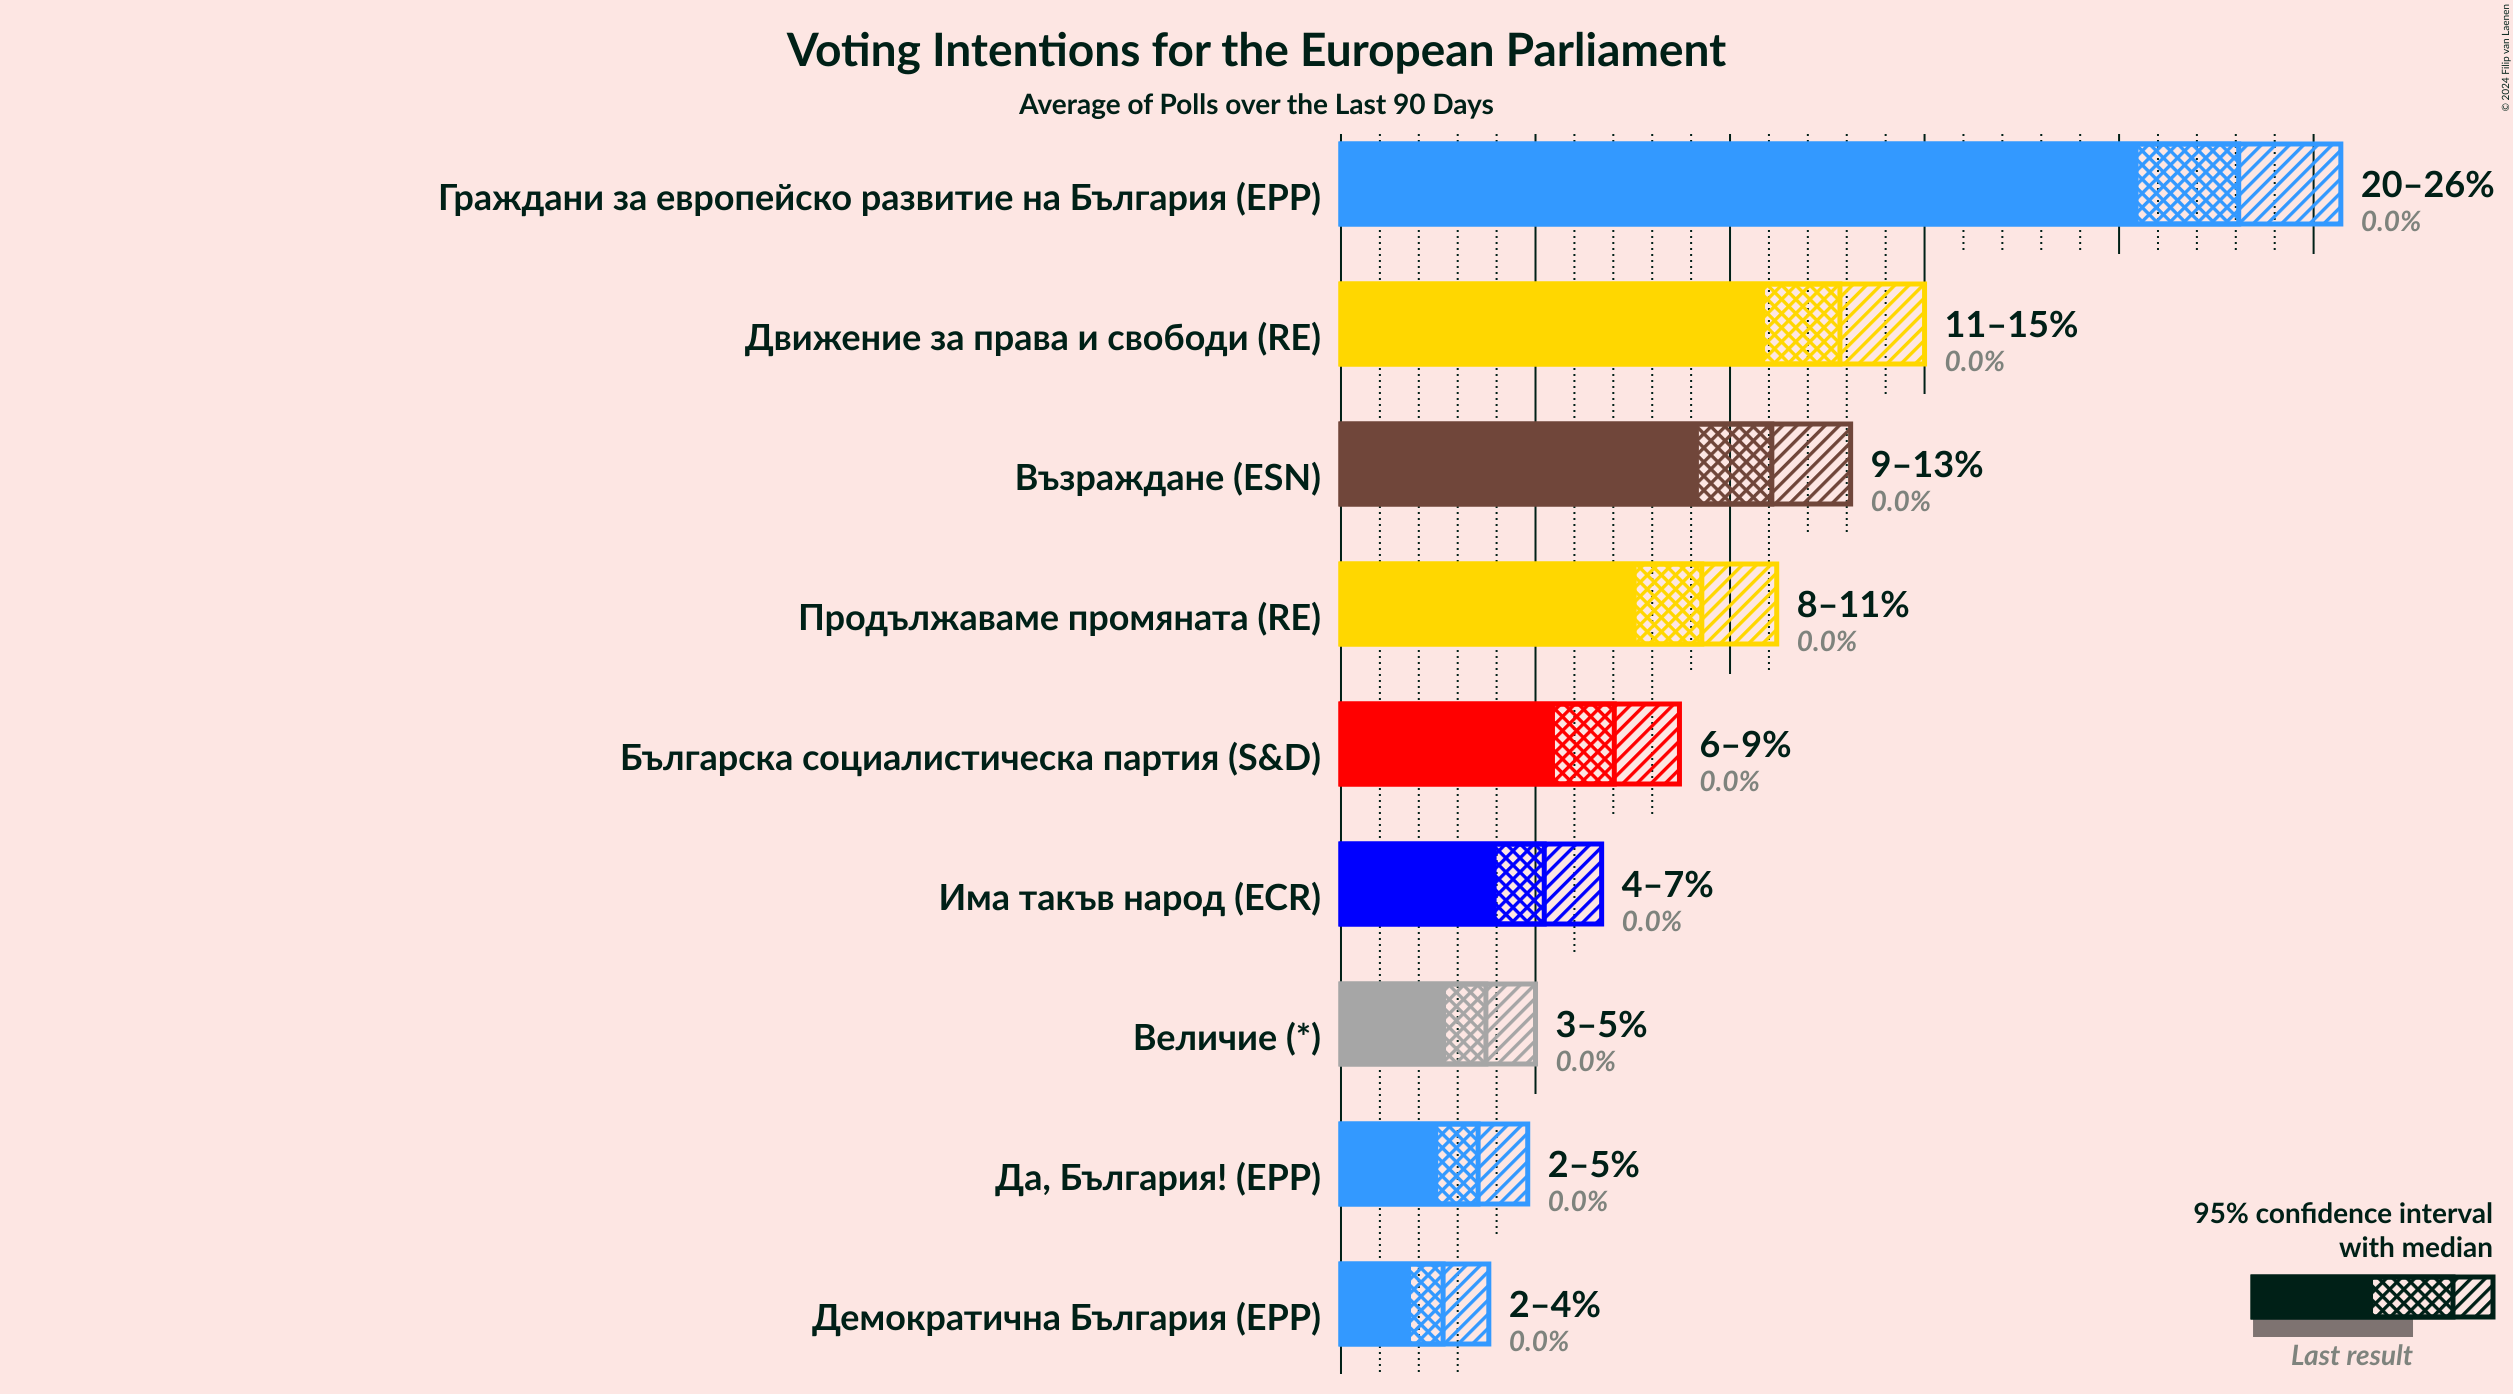 © 2024 Filip van Laenen
Voting Intentions for the European Parliament
Average of Polls over the Last 90 Days
Граждани за европейско развитие на България (EPP)
20–26%
0.0%
Движение за права и свободи (RE)
11–15%
0.0%
Възраждане (ESN)
9–13%
0.0%
Продължаваме промяната (RE)
8–11%
0.0%
Българска социалистическа партия (S&D)
6–9%
0.0%
Има такъв народ (ECR)
4–7%
0.0%
Величие (*)
3–5%
0.0%
Да, България! (EPP)
2–5%
0.0%
Демократична България (EPP)
2–4%
0.0%
95% confidence interval
with median
Last result